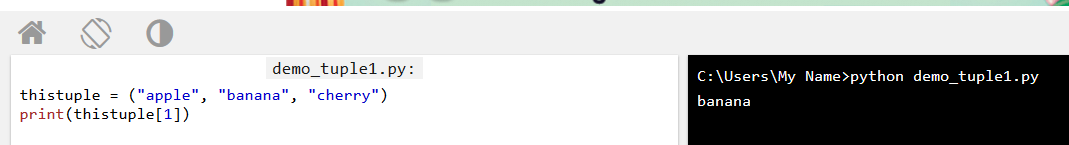 demo_tuple1.py:
thistuple = ("apple", "banana", "cherry")
print(thistuple[1])
C:\Users\My Name>python demo_tuple1.py
banana